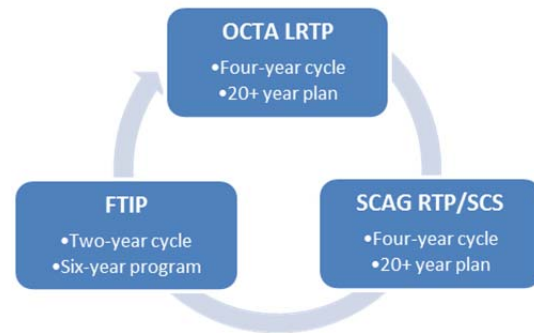 OCTA LRTP
•Four-year cycle
•20+ year plan
FTIP
•Two-year cycle
•Six-year program
SCAG RTP/SCS
•Four-year cycle
•20+ year plan